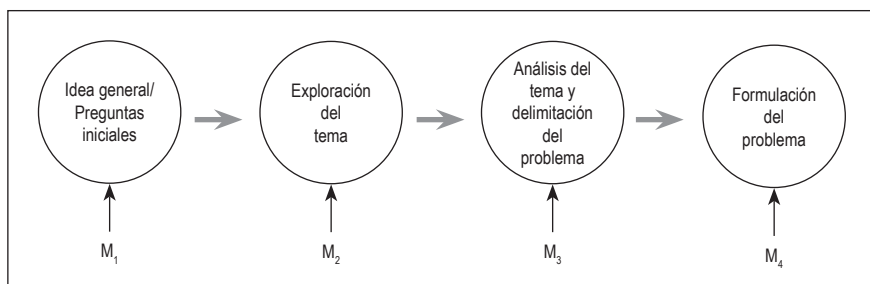 Idea general/
Preguntas
iniciales
Exploración
del
tema
Análisis del
tema y
delimitación
del
problema
Formulación
del
problema
M1
M2
M3
M4